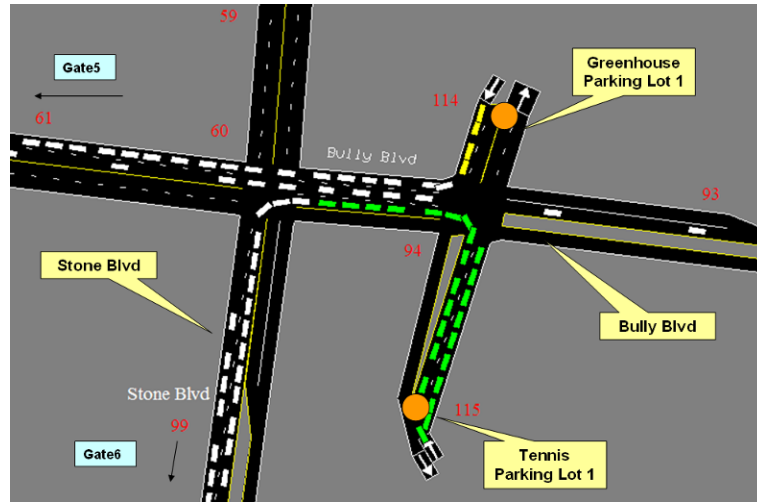 59
Gate5
Greenhouse
Parking Lot 1
114
61
60
Bully Blvd
93
94
Stone Blvd
Bully Blvd
Stone Blvd
99
115
Gate6
Tennis
Parking Lot 1